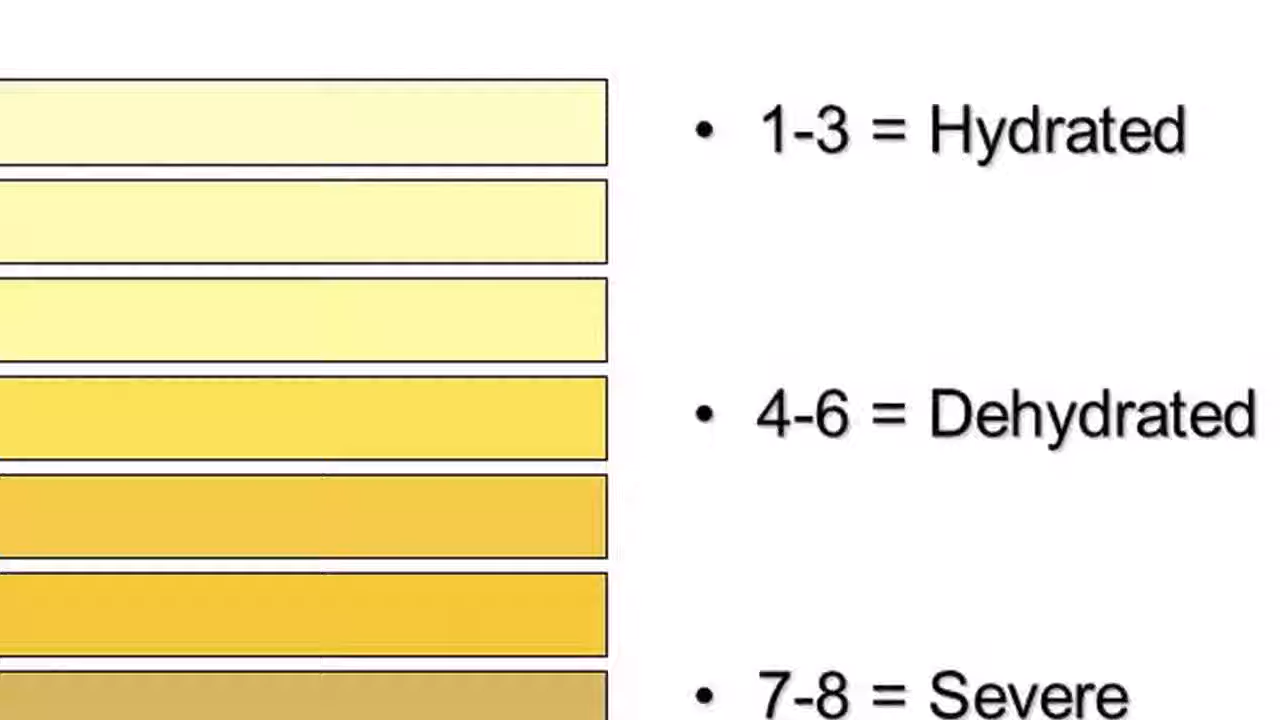 • 1-3 = Hydrated
• 4-6 = Dehydrated
• 7-8 = Severe